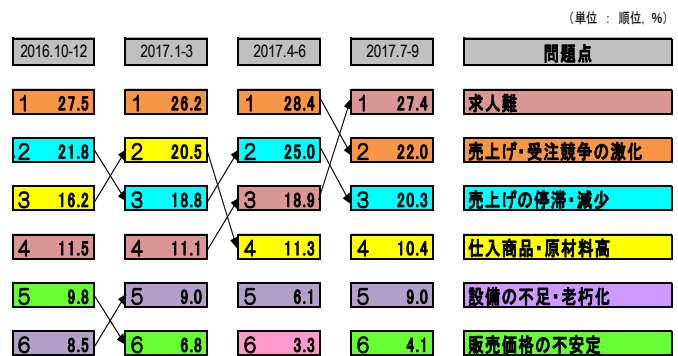 （単位 ： 順位, %）
2016.10-12 2017.1-3 2017.4-6 2017.7-9 問題点
1 27.5 1 26.2 1 28.4 1 27.4 求人難
2 21.8 2 20.5 2 25.0 2 22.0 売上げ・受注競争の激化
3 16.2 3 18.8 3 18.9 3 20.3 売上げの停滞・減少
4 11.5 4 11.1 4 11.3 4 10.4 仕入商品・原材料高
5 9.8 5 9.0 5 6.1 5 9.0 設備の不足・老朽化
6 8.5 6 6.8 6 3.3 6 4.1 販売価格の不安定